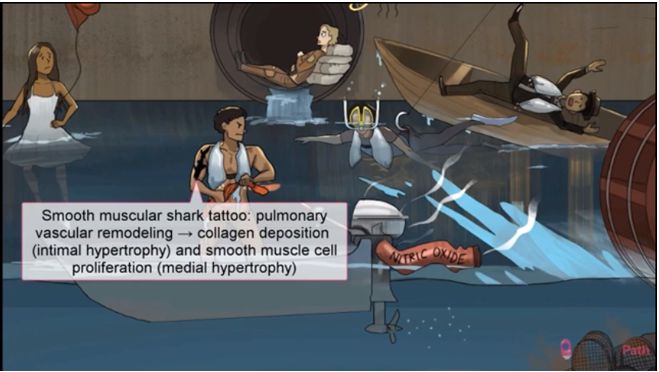 Smooth muscular shark tattoo: pulmonary
vascular remodeling → collagen deposition
(intimal hypertrophy) and smooth muscle cell
proliferation (medial hypertrophy)
NITRIC OXIDE
Path